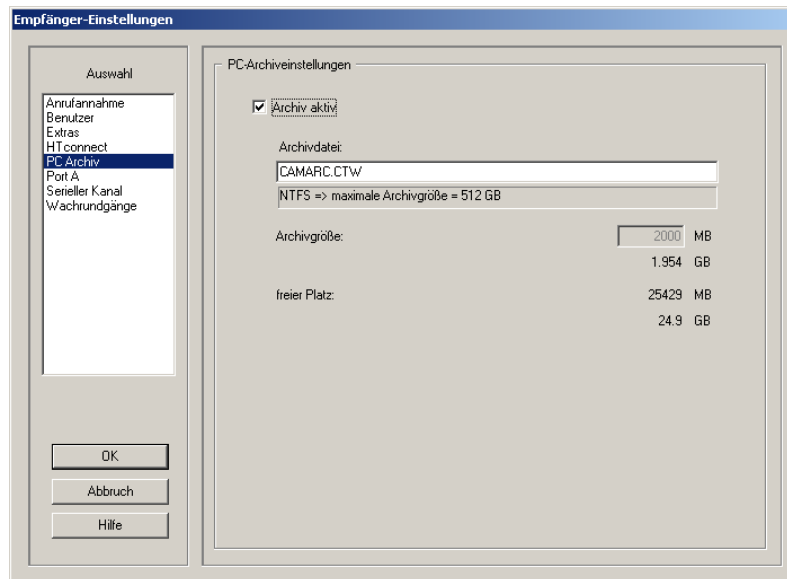 Empfänger-Einstellungen
Auswahl
Anrufannahme
Benutzer
Extras
HTconnect
PC Archiv
Port A
Serieller Kanal
Wachrundgänge
OK
Abbruch
Hilfe
PC-Archiveinstellungen
Archiv aktiv
Archivdatei:
CAMARC.CTW
NTFS => maximale Archivgröße = 512 GB
Archivgröße: 2000 MB
1.954 GB
freier Platz: 25429 MB
24.9 GB